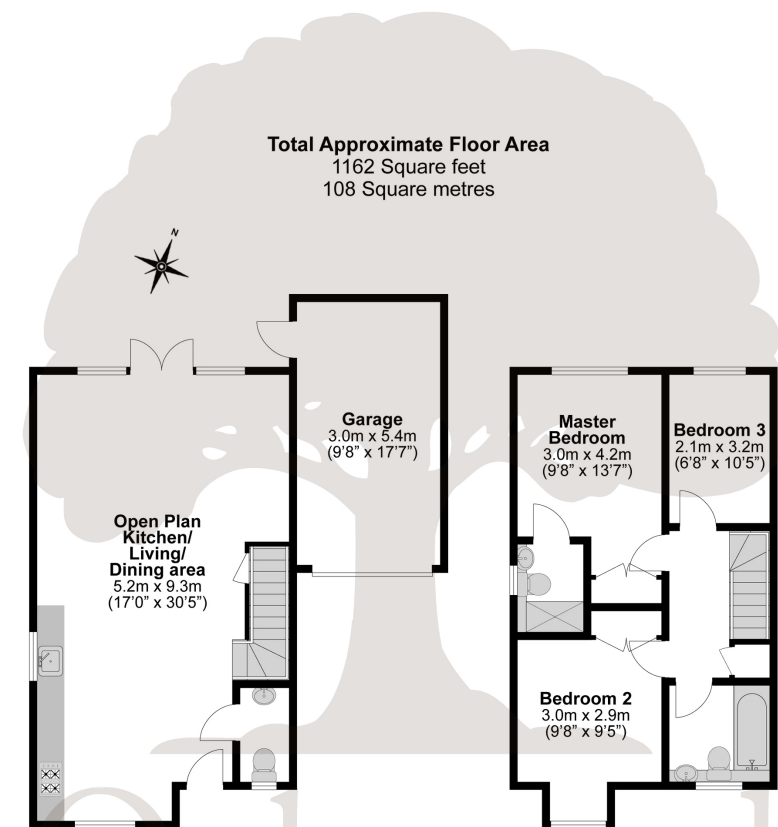 Total Approximate Floor Area
1162 Square feet
108 Square metres
N
Garage
3.0m x 5.4m
(9'8" x 17'7")
Master
Bedroom
3.0m x 4.2m
(9'8" x 13'7")
Bedroom 3
2.1m x 3.2m
(6'8" x 10'5")
Open Plan
Kitchen/
Living/
Dining area
5.2m x 9.3m
(17'0" x 30'5")
Bedroom 2
3.0m x 2.9m
(9'8" x 9'5")